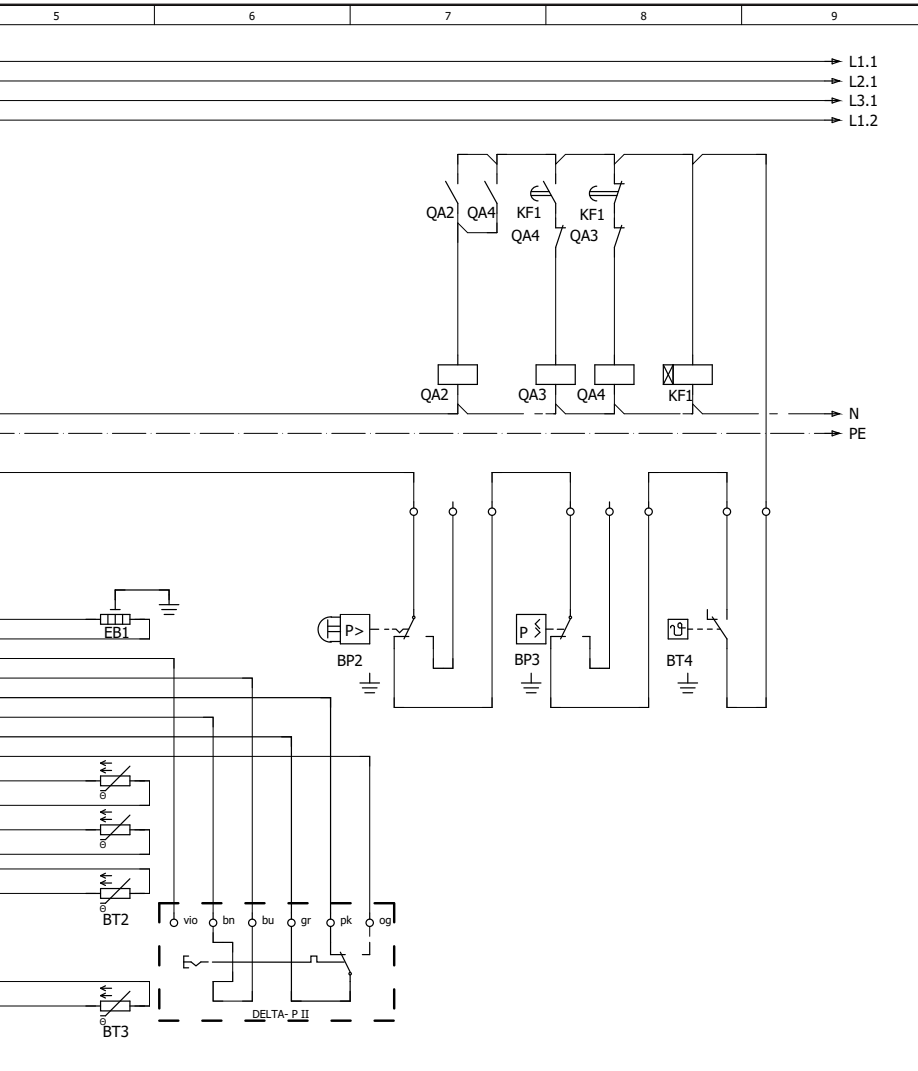 5 6 7 8 9
L1.1
L2.1
L3.1
L1.2
QA2 QA4 KF1 KF1
QA4 QA3
QA2 QA3 QA4 KF1
N
PE
EB1
P> P ϑ
BP2 BP3 BT4
Θ
Θ
Θ
BT2
vio bn bu gr pk og
DELTA- P II
Θ
BT3